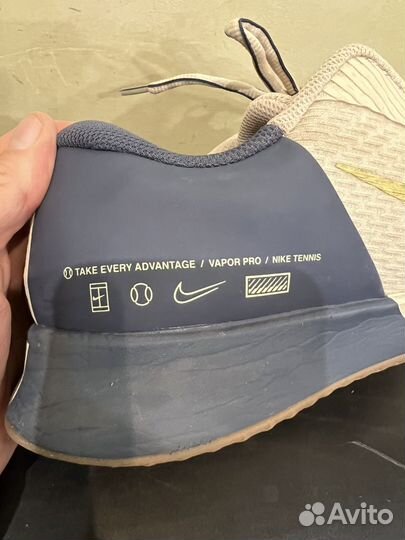 TAKE EVERY ADVANTAGE / VAPOR PRO / NIKE TENNIS
Avito